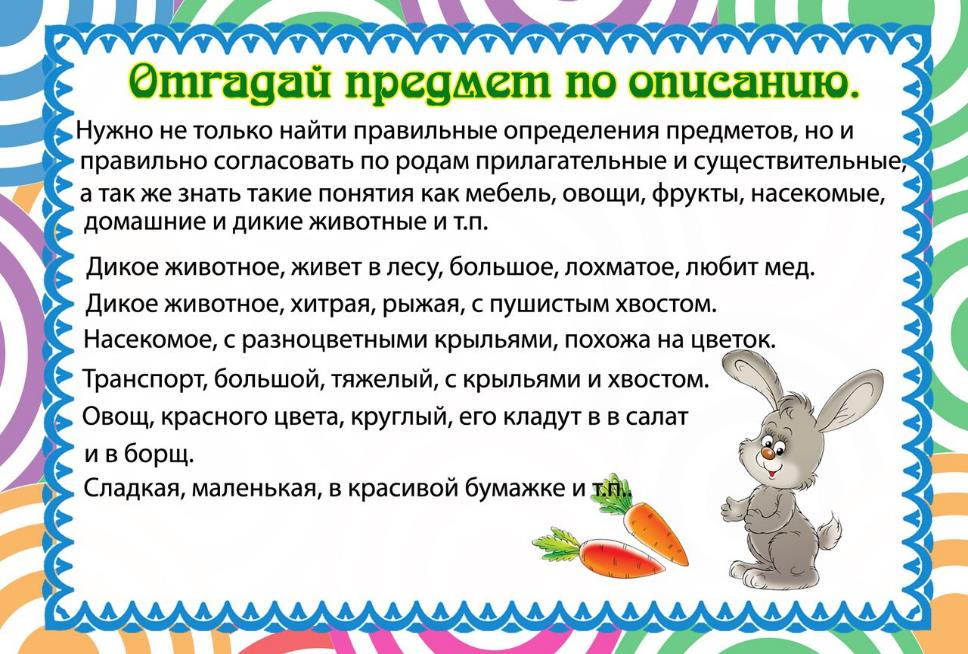 Отгадай предмет по описанию.
Нужно не только найти правильные определения предметов, но и
правильно согласовать по родам прилагательные и существительные,
а так же знать такие понятия как мебель, овощи, фрукты, насекомые,
домашние и дикие животные и т.п.
Дикое животное, живет в лесу, большое, лохматое, любит мед.
Дикое животное, хитрая, рыжая, с пушистым хвостом.
Насекомое, с разноцветными крыльями, похожа на цветок.
Транспорт, большой, тяжелый, с крыльями и хвостом.
Овощ, красного цвета, круглый, его кладут в в салат
и в борщ.
Сладкая, маленькая, в красивой бумажке и т.п..